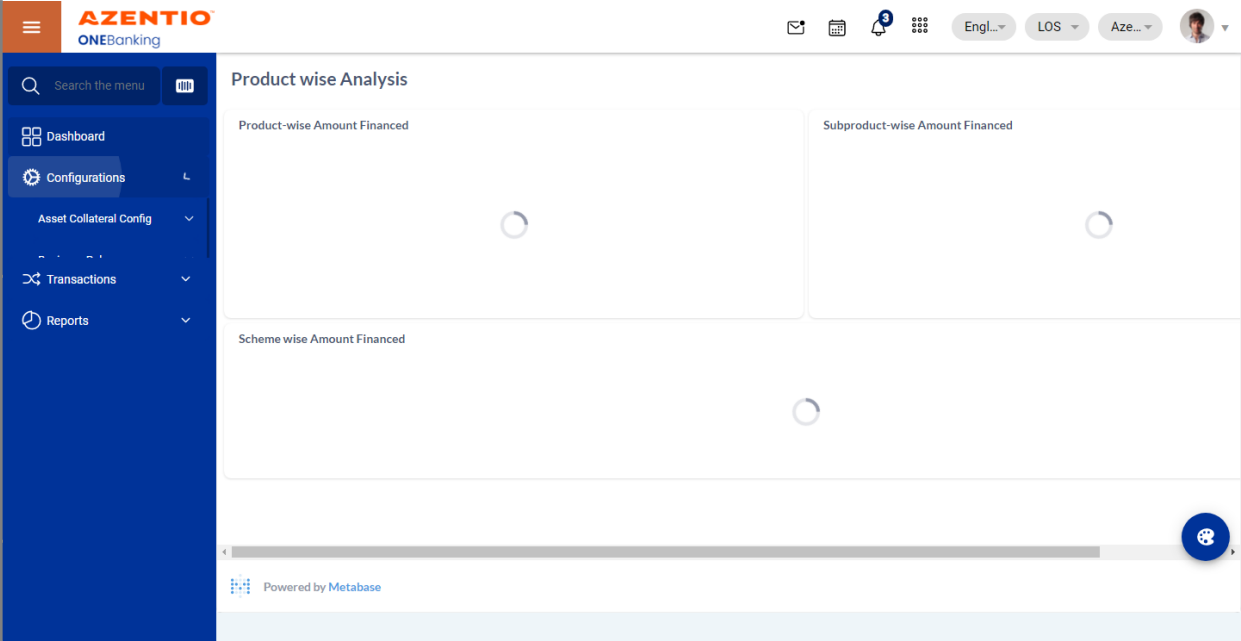 AZENTIO™
ONEBanking
3
Engl...
LOS
Aze...
Search the menu
Dashboard
Configurations
Asset Collateral Config
Transactions
Reports
Product wise Analysis
Product-wise Amount Financed
Subproduct-wise Amount Financed
Scheme wise Amount Financed
Powered by Metabase